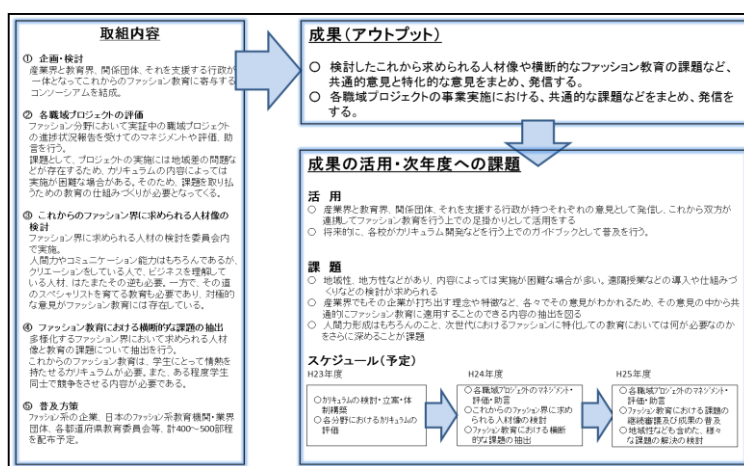 取組内容
① 企画・検討
産業界と教育界、関係団体、それを支援する行政が
一体となってこれからのファッション教育に寄与する
コンソーシアムを結成。
② 各職域プロジェクトの評価
ファッション分野において実証中の職域プロジェクト
の進捗状況報告を受けてのマネジメントや評価、助
言を行う。
課題として、プロジェクトの実施には地域差の問題な
どが存在するため、カリキュラムの内容によっては
実施が困難な場合がある。そのため、課題を取り払
うための教育の仕組みづくりが必要となってくる。
③ これからのファッション界に求められる人材像の
検討
ファッション界に求められる人材の検討を委員会内
で実施。
人間力やコミュニケーション能力はもちろんであるが、
クリエーションをしている人で、ビジネスを理解して
いる人材、はたまたその逆も必要。一方で、その道
のスペシャリストを育てる教育も必要であり、対極的
な意見がファッション教育には存在している。
④ ファッション教育における横断的な課題の抽出
多様化するファッション界において求められる人材
像と教育の課題について抽出を行う。
これからのファッション教育は、学生にとって情熱を
持たせるカリキュラムが必要。また、ある程度学生
同士で競争をさせる内容が必要である。
⑤ 普及方策
ファッション系の企業、日本のファッション系教育機関・業界
団体、各都道府県教育委員会等、計400～500部程
を配布予定。
成果（アウトプット）
○ 検討したこれから求められる人材像や横断的なファッション教育の課題など、
共通的意見と特化的な意見をまとめ、発信する。
○ 各職域プロジェクトの事業実施における、共通的な課題などをまとめ、発信を
する。
成果の活用・次年度への課題
活 用
○ 産業界と教育界、関係団体、それを支援する行政が持つそれぞれの意見として発信し、これから双方が
連携してファッション教育を行う上での足掛かりとして活用をする
○ 将来的に、各校がカリキュラム開発などを行う上でのガイドブックとして普及を行う。
課 題
○ 地域性、地方性などがあり、内容によっては実施が困難な場合が多い。遠隔授業などの導入や仕組みづ
くりなどの検討が求められる
○ 産業界でもその企業が打ち出す理念や特徴など、各々でその意見がわかれるため、その意見の中から共
通的にファッション教育に適用することのできる内容の抽出を図る
○ 人間力形成はもちろんのこと、次世代におけるファッションに特化しての教育においては何が必要なのか
をさらに深めることが課題
スケジュール（予定）
H23年度
○カリキュラムの検討・立案・体
制構築
○各分野におけるカリキュラムの
評価
H24年度
○各職域プロジェクトのマネジメント・
評価・助言
○これからのファッション界に求め
られる人材像の検討
○ファッション教育における横断
的な課題の抽出
H25年度
○各職域プロジェクトのマネジメント・
評価・助言
○ファッション教育における課題の
継続審議及び成果の普及
○地域性なども含めた、様々
な課題の解決の検討